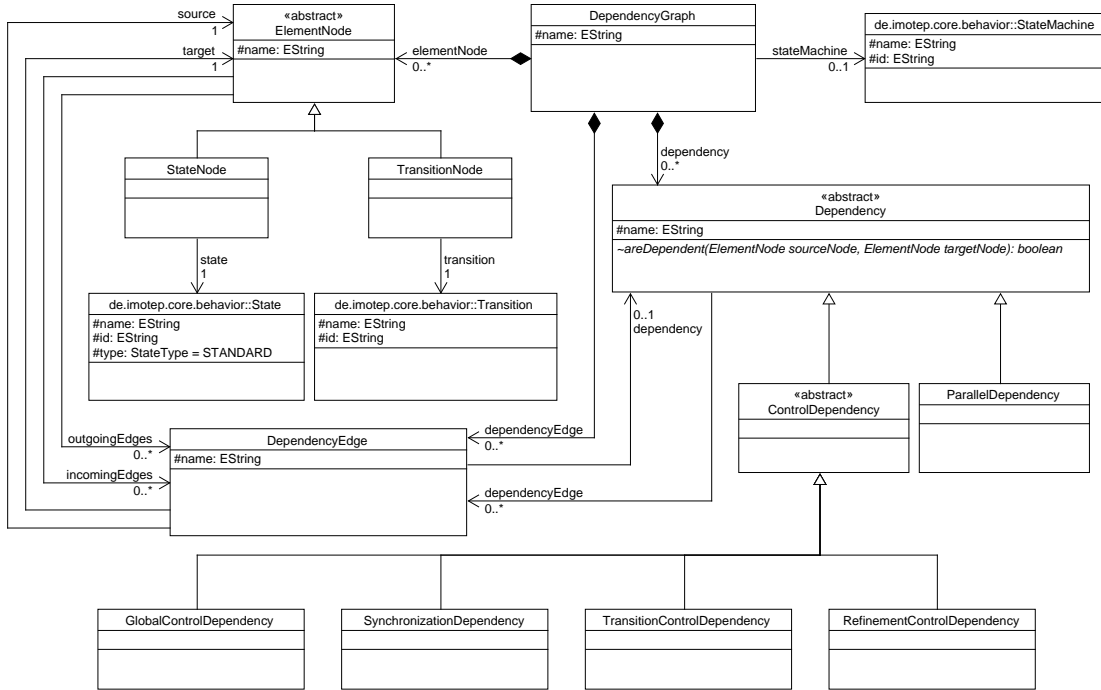 source
1
target
1
«abstract»
ElementNode
#name: EString
elementNode
0..*
DependencyGraph
#name: EString
stateMachine
0..1
de.imotep.core.behavior::StateMachine
#name: EString
#id: EString
StateNode
TransitionNode
dependency
0..*
«abstract»
Dependency
#name: EString
~areDependent(ElementNode sourceNode, ElementNode targetNode): boolean
state
1
transition
1
de.imotep.core.behavior::State
#name: EString
#id: EString
#type: StateType = STANDARD
de.imotep.core.behavior::Transition
#name: EString
#id: EString
0..1
dependency
«abstract»
ControlDependency
ParallelDependency
outgoingEdges
0..*
incomingEdges
0..*
DependencyEdge
#name: EString
dependencyEdge
0..*
dependencyEdge
0..*
GlobalControlDependency
SynchronizationDependency
TransitionControlDependency
RefinementControlDependency